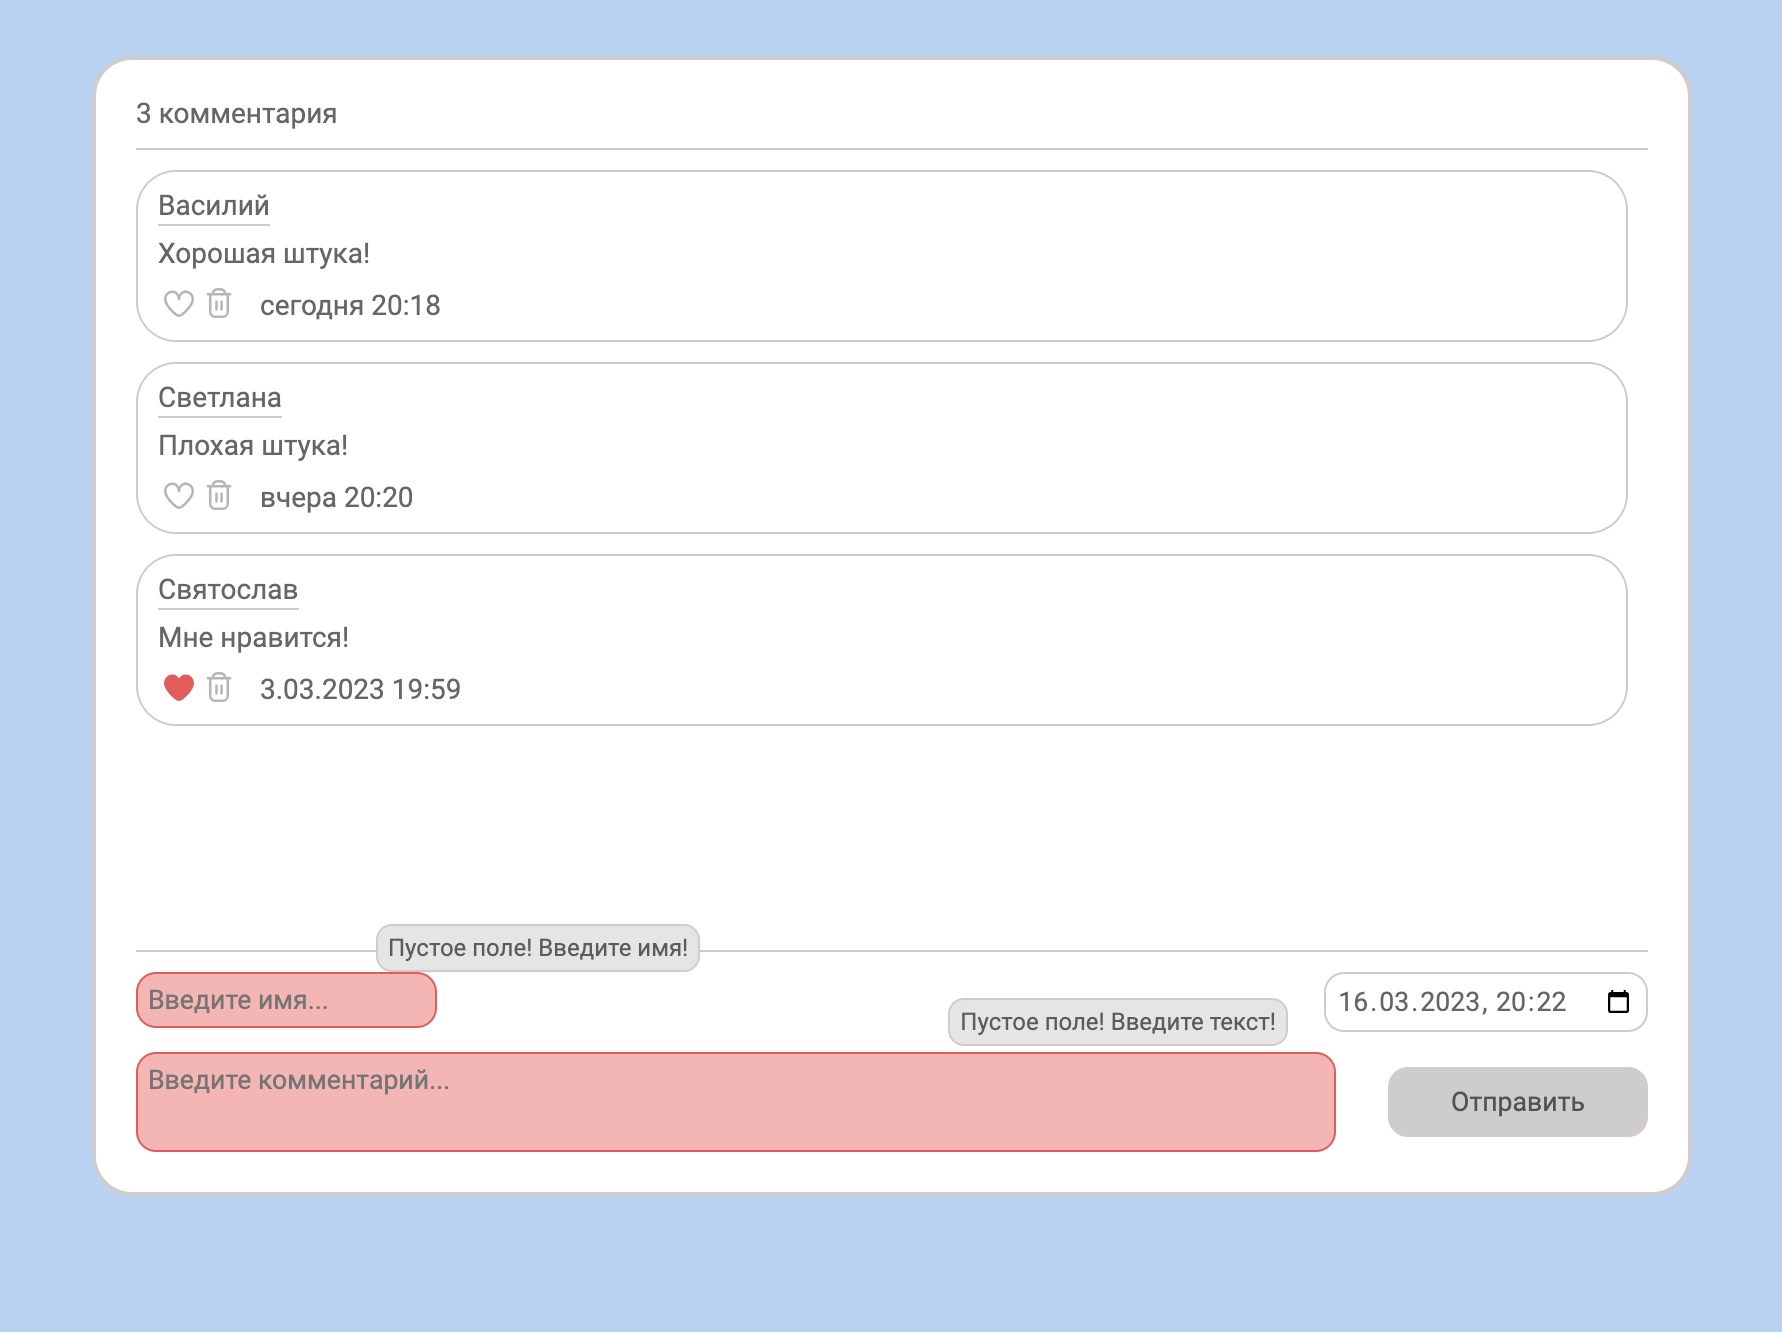 3 комментария
Василий
Хорошая штука!
сегодня 20:18
Светлана
Плохая штука!
вчера 20:20
Святослав
Мне нравится!
3.03.2023 19:59
Пустое поле! Введите имя!
Введите имя...
16.03.2023, 20:22
Пустое поле! Введите текст!
Введите комментарий...
Отправить